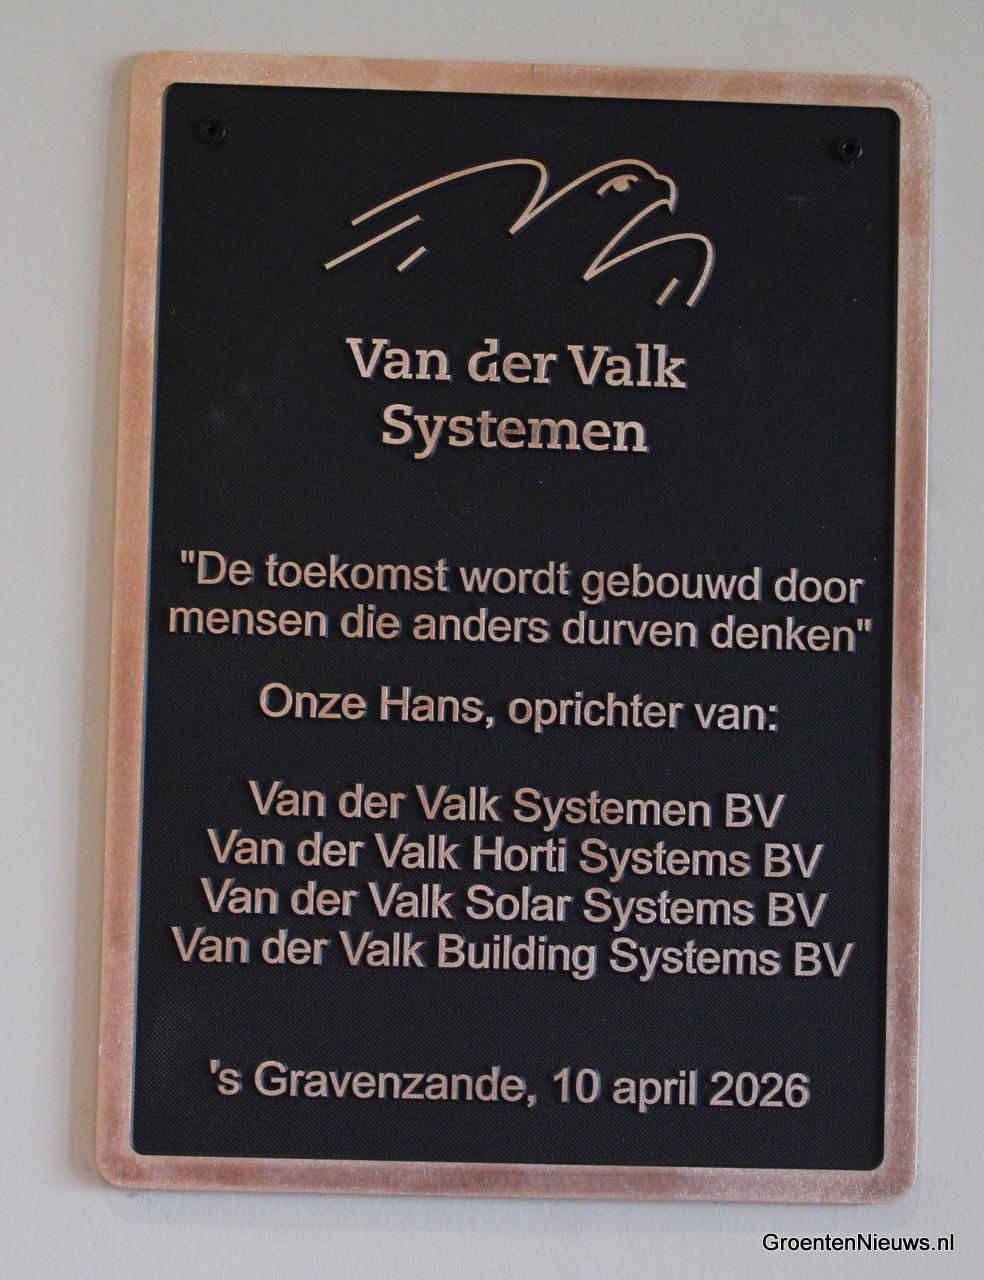 Van der Valk
Systemen
"De toekomst wordt gebouwd door
mensen die anders durven denken"
Onze Hans, oprichter van:
Van der Valk Systemen BV
Van der Valk Horti Systems BV
Van der Valk Solar Systems BV
Van der Valk Building Systems BV
's Gravenzande, 10 april 2026
GroentenNieuws.nl